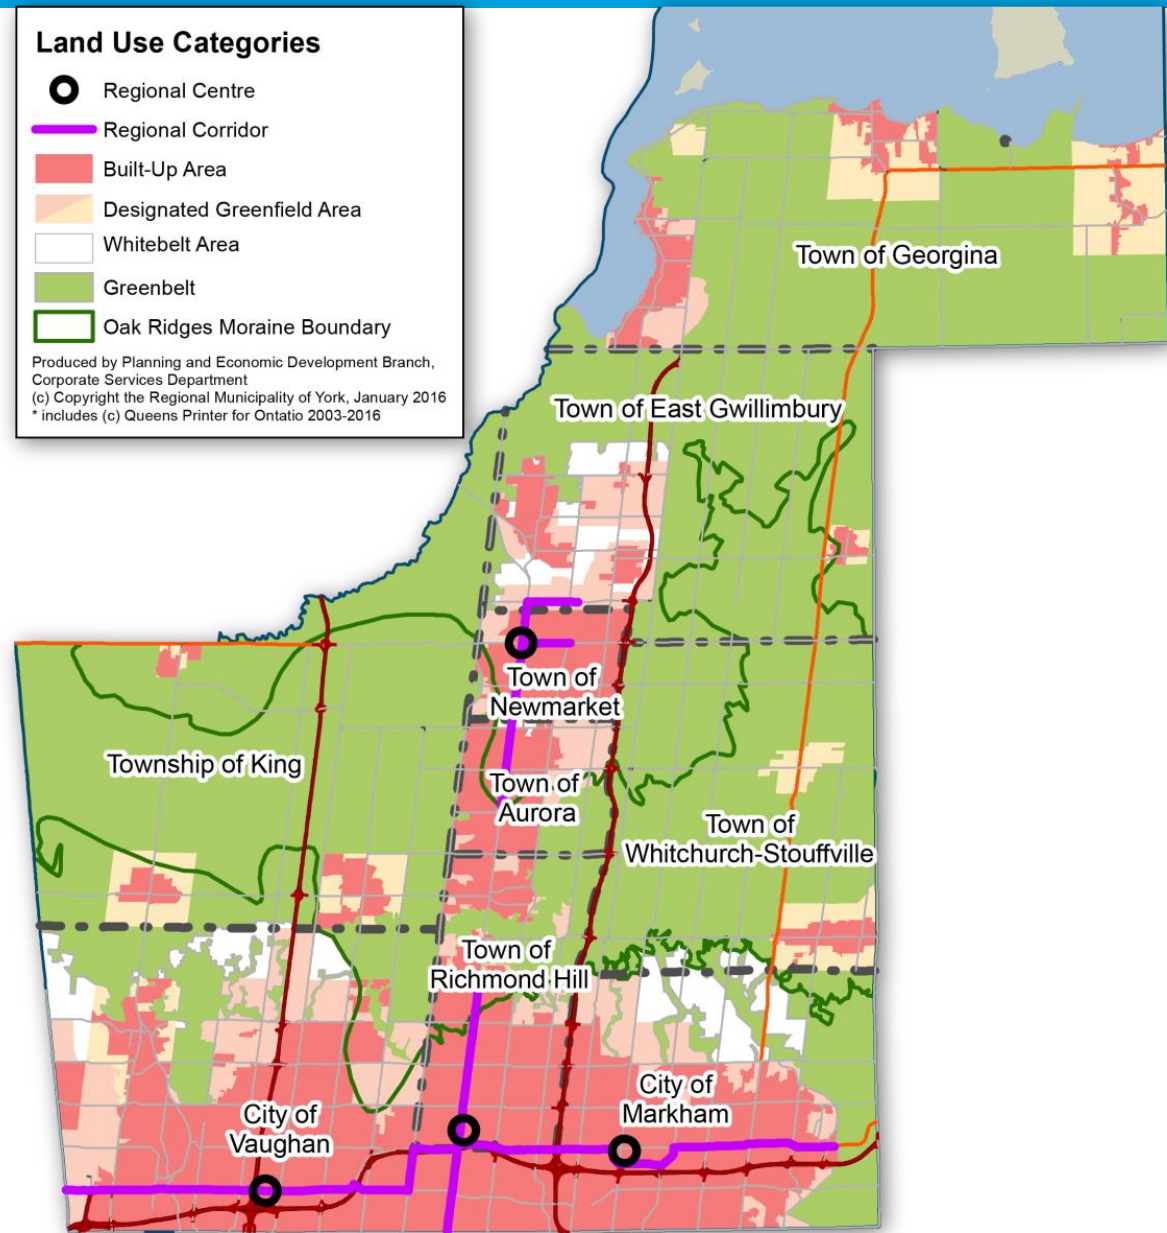 Land Use Categories
Regional Centre
Regional Corridor
Built-Up Area
Designated Greenfield Area
Whitebelt Area
Greenbelt
Oak Ridges Moraine Boundary
Produced by Planning and Economic Development Branch,
Corporate Services Department
(c) Copyright the Regional Municipality of York, January 2016
* includes (c) Queens Printer for Ontatio 2003-2016
Town of Georgina
Town of East Gwillimbury
Town of
Newmarket
Township of King
Town of
Aurora
Town of
Whitchurch-Stouffville
Town of
Richmond Hill
City of
Markham
City of
Vaughan